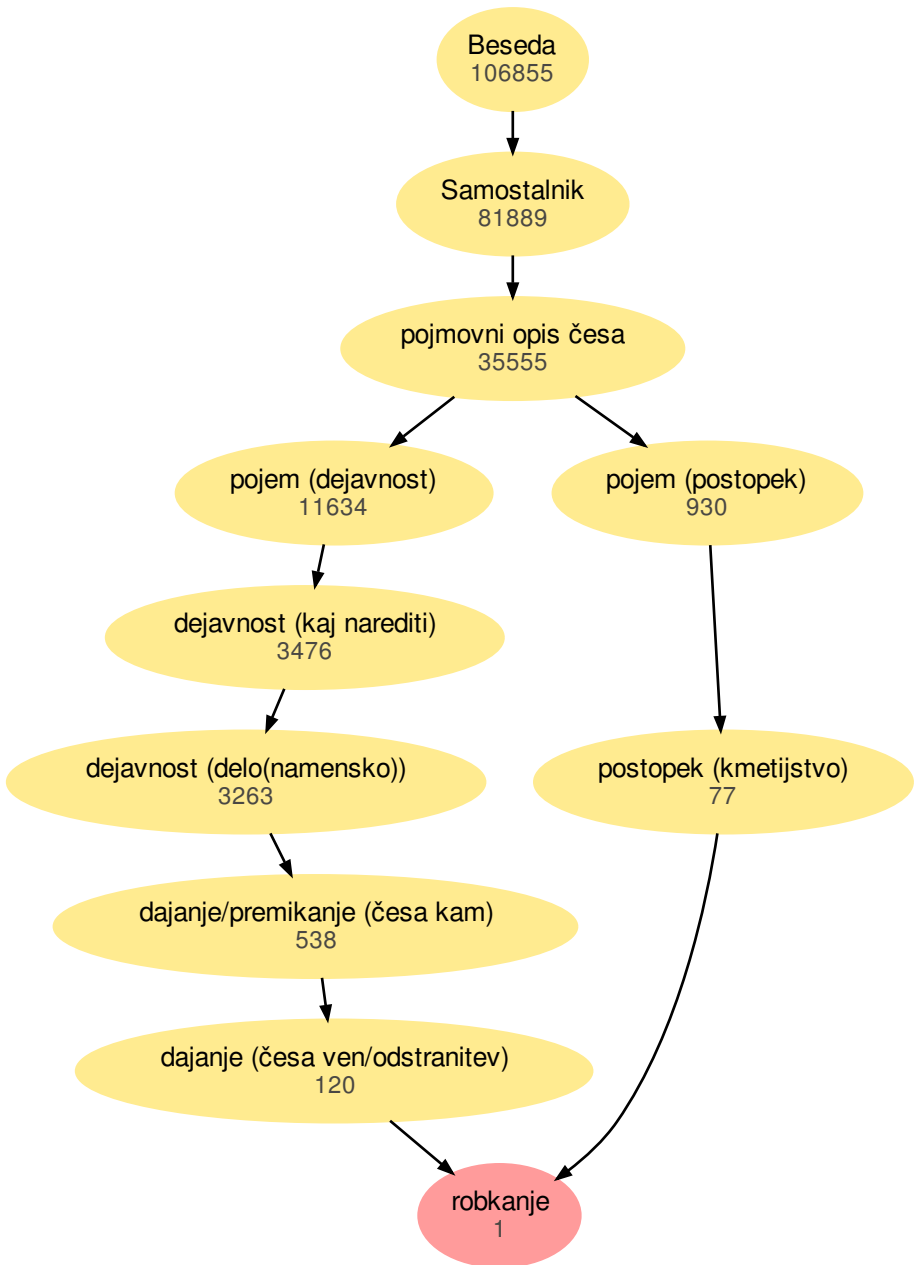 Beseda
106855
Samostalnik
81889
pojmovni opis česa
35555
pojem (dejavnost)
11634
pojem (postopek)
930
dejavnost (kaj narediti)
3476
dejavnost (delo(namensko))
3263
postopek (kmetijstvo)
77
dajanje/premikanje (česa kam)
538
dajanje (česa ven/odstranitev)
120
robkanje
1